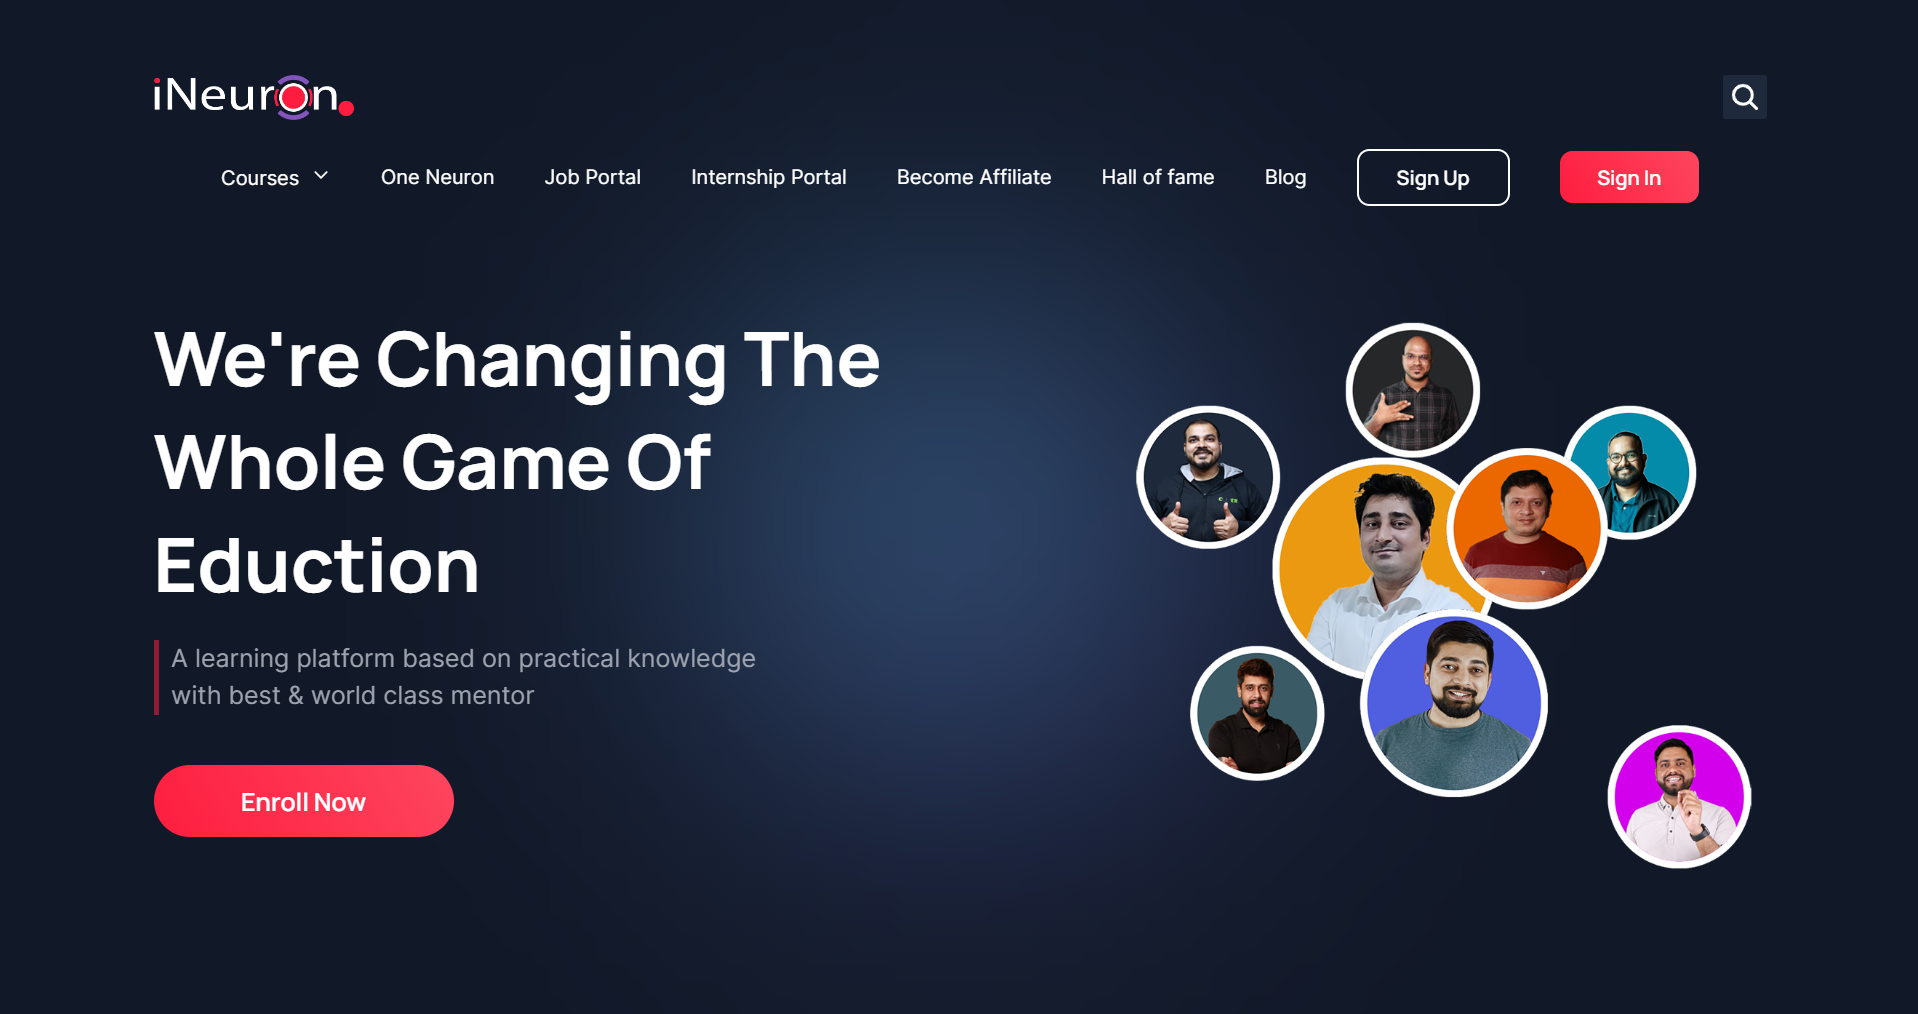 iNeuron.
Courses One Neuron Job Portal Internship Portal Become Affiliate Hall of fame Blog Sign Up Sign In
We're Changing The
Whole Game Of
Eduction
A learning platform based on practical knowledge
with best & world class mentor
Enroll Now